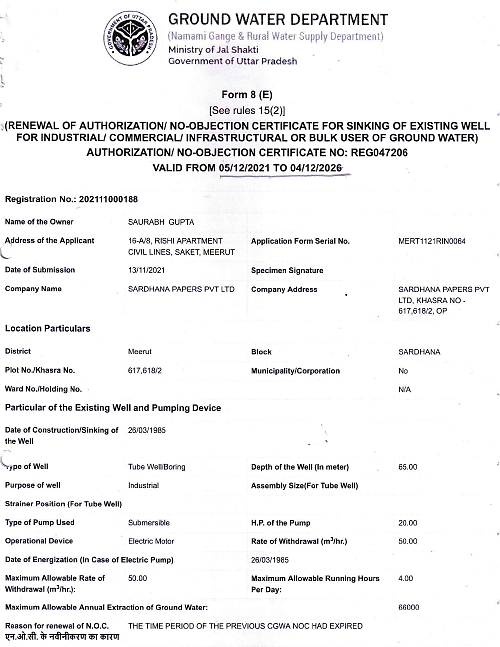 GOVERNMENT OF UTTAR PRADESH
GROUND WATER DEPARTMENT
(Namami Gange & Rural Water Supply Department)
Ministry of Jal Shakti
Government of Uttar Pradesh
Form 8 (E)
[See rules 15(2)]
(RENEWAL OF AUTHORIZATION/ NO-OBJECTION CERTIFICATE FOR SINKING OF EXISTING WELL
FOR INDUSTRIAL/ COMMERCIAL/ INFRASTRUCTURAL OR BULK USER OF GROUND WATER)
AUTHORIZATION/ NO-OBJECTION CERTIFICATE NO: REG047206
VALID FROM 05/12/2021 TO 04/12/2026
Registration No.: 202111000188
Name of the Owner SAURABH GUPTA
Address of the Applicant 16-A/8, RISHI APARTMENT Application Form Serial No. MERT1121RIN0064
CIVIL LINES, SAKET, MEERUT
Date of Submission 13/11/2021 Specimen Signature
Company Name SARDHANA PAPERS PVT LTD Company Address SARDHANA PAPERS PVT
LTD, KHASRA NO -
617,618/2, OP
Location Particulars
District Meerut Block SARDHANA
Plot No./Khasra No. 617,618/2 Municipality/Corporation No
Ward No./Holding No. N/A
Particular of the Existing Well and Pumping Device
Date of Construction/Sinking of 26/03/1985
the Well
Type of Well Tube Well/Boring Depth of the Well (In meter) 65.00
Purpose of well Industrial Assembly Size(For Tube Well)
Strainer Position (For Tube Well)
Type of Pump Used Submersible H.P. of the Pump 20.00
Operational Device Electric Motor Rate of Withdrawal (m³/hr.) 50.00
Date of Energization (In Case of Electric Pump) 26/03/1985
Maximum Allowable Rate of 50.00 Maximum Allowable Running Hours 4.00
Withdrawal (m³/hr.): Per Day:
Maximum Allowable Annual Extraction of Ground Water: 66000
Reason for renewal of N.O.C. THE TIME PERIOD OF THE PREVIOUS CGWA NOC HAD EXPIRED
एन.ओ.सी. के नवीनीकरण का कारण